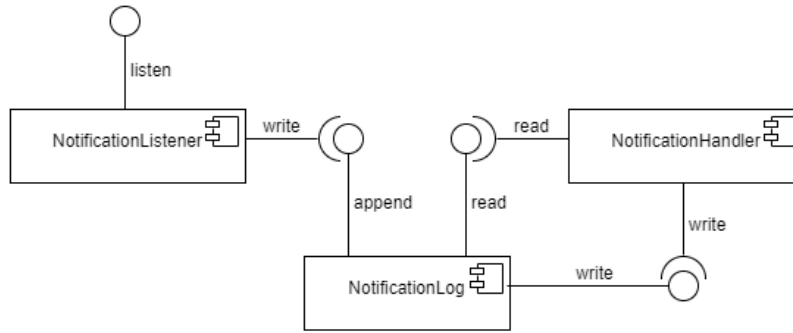 listen
NotificationListener
write
read
NotificationHandler
append
read
write
NotificationLog
write